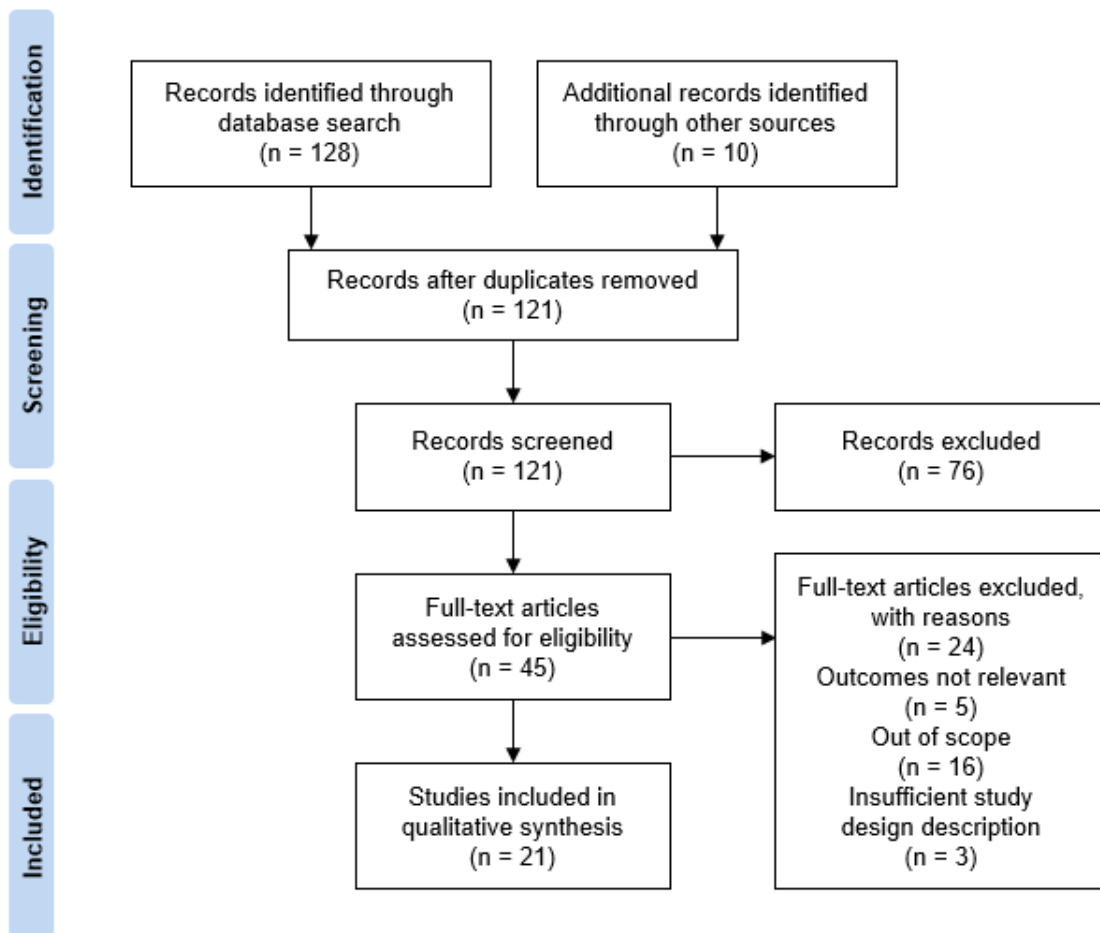 Identification
Records identified through
database search
(n = 128)
Additional records identified
through other sources
(n = 10)
Screening
Records after duplicates removed
(n = 121)
Records screened
(n = 121)
Records excluded
(n = 76)
Eligibility
Full-text articles
assessed for eligibility
(n = 45)
Full-text articles excluded,
with reasons
(n = 24)
Outcomes not relevant
(n = 5)
Out of scope
(n = 16)
Insufficient study
design description
(n = 3)
Included
Studies included in
qualitative synthesis
(n = 21)